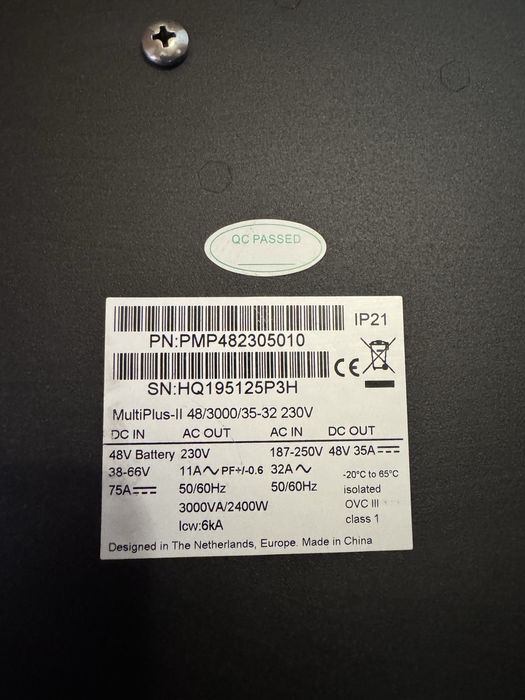 QC PASSED
IP21
PN:PMP482305010
SN:HQ195125P3H
CE
MultiPlus-II 48/3000/35-32 230V
DC IN AC OUT AC IN DC OUT
48V Battery 230V 187-250V 48V 35A⎓
38-66V 11A∿ PF+/-0.6 32A∿ -20°C to 65°C
75A⎓ 50/60Hz 50/60Hz isolated
3000VA/2400W OVC III
Icw:6kA class 1
Designed in The Netherlands, Europe. Made in China